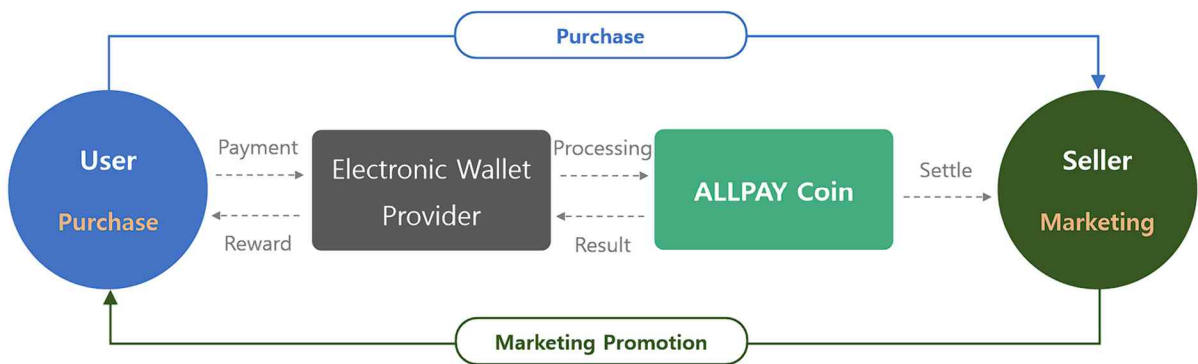 Purchase
User
Purchase
Payment
Reward
Electronic Wallet
Provider
Processing
Result
ALLPAY Coin
Settle
Seller
Marketing
Marketing Promotion